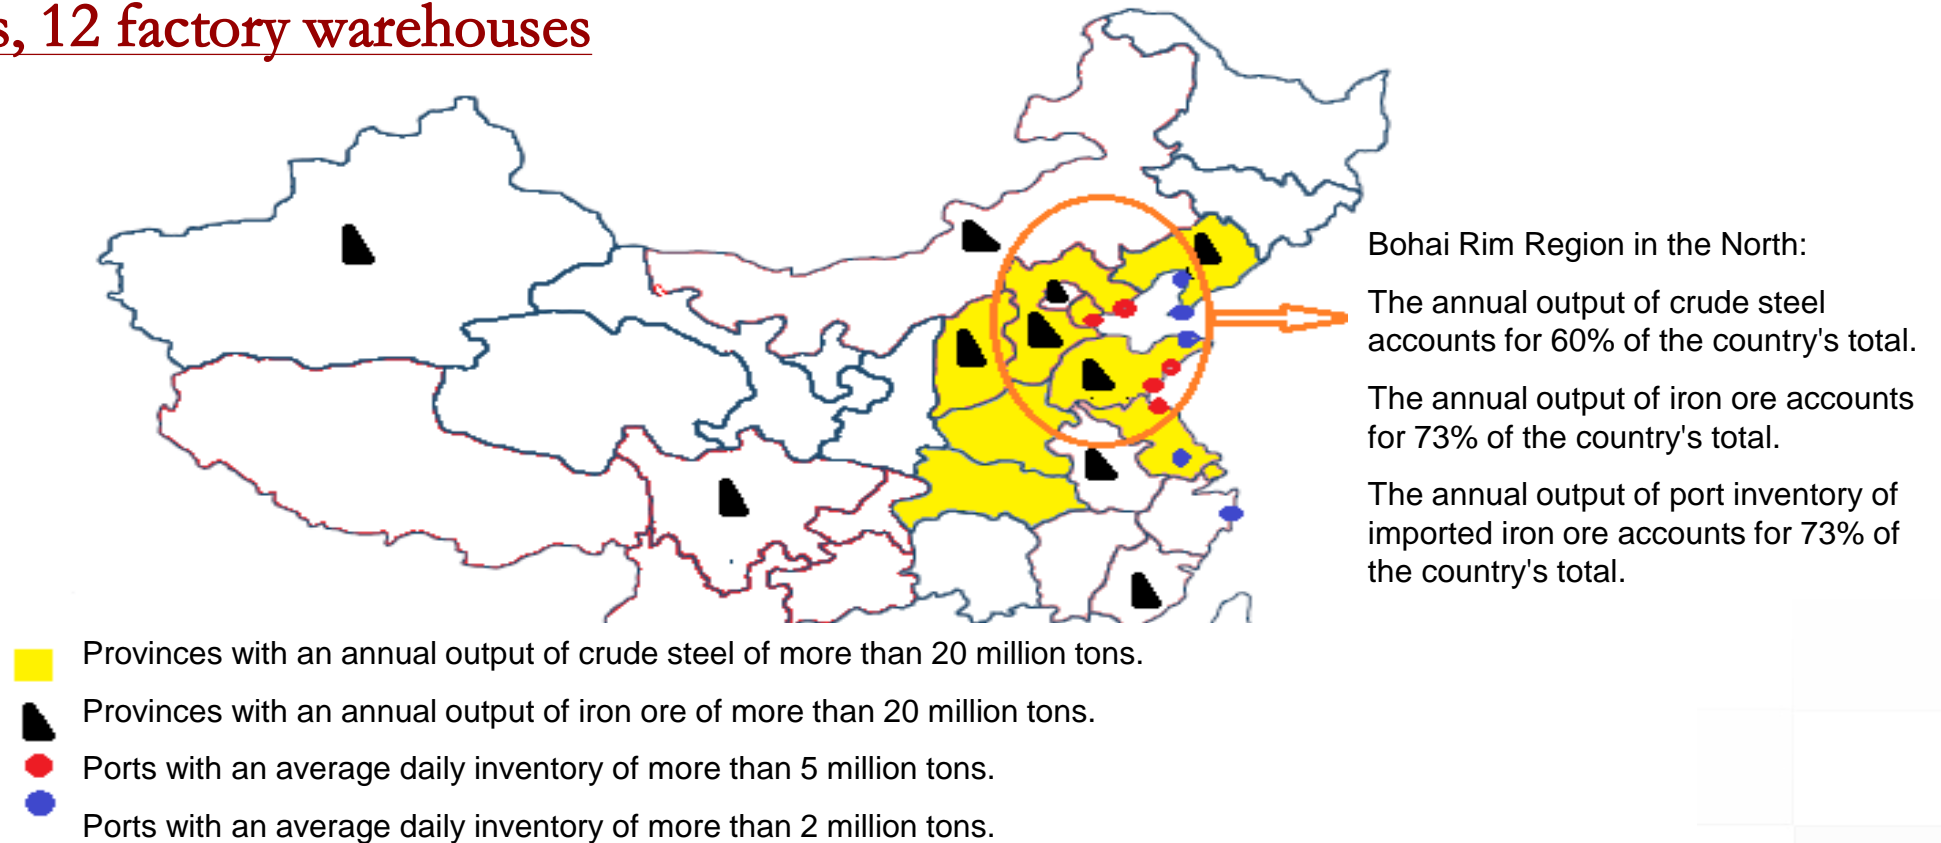 s, 12 factory warehouses
Bohai Rim Region in the North:
The annual output of crude steel
accounts for 60% of the country's total.
The annual output of iron ore accounts
for 73% of the country's total.
The annual output of port inventory of
imported iron ore accounts for 73% of
the country's total.
Provinces with an annual output of crude steel of more than 20 million tons.
Provinces with an annual output of iron ore of more than 20 million tons.
Ports with an average daily inventory of more than 5 million tons.
Ports with an average daily inventory of more than 2 million tons.